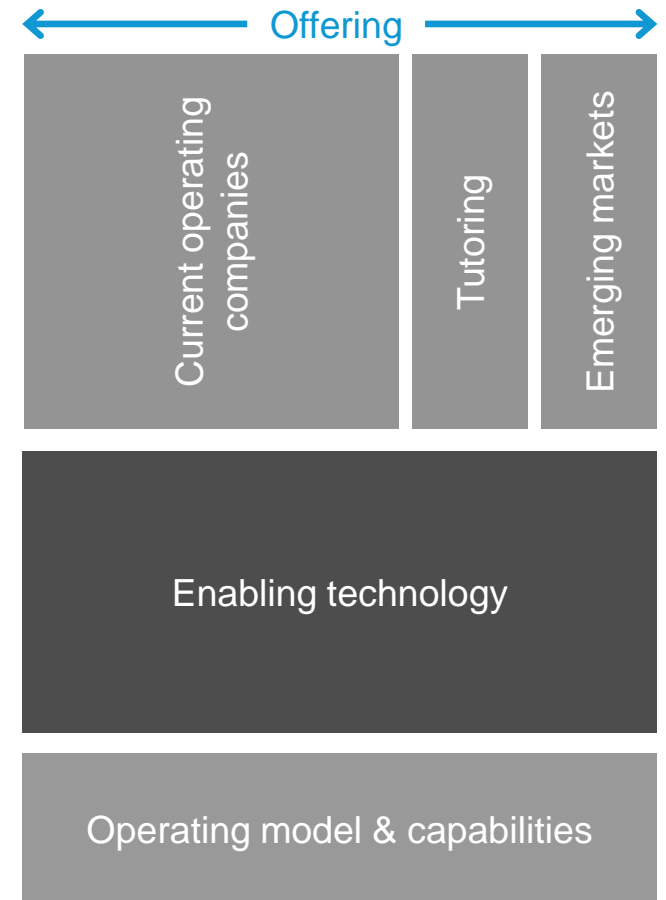 Offering
Current operating
companies
Tutoring
Emerging markets
Enabling technology
Operating model & capabilities